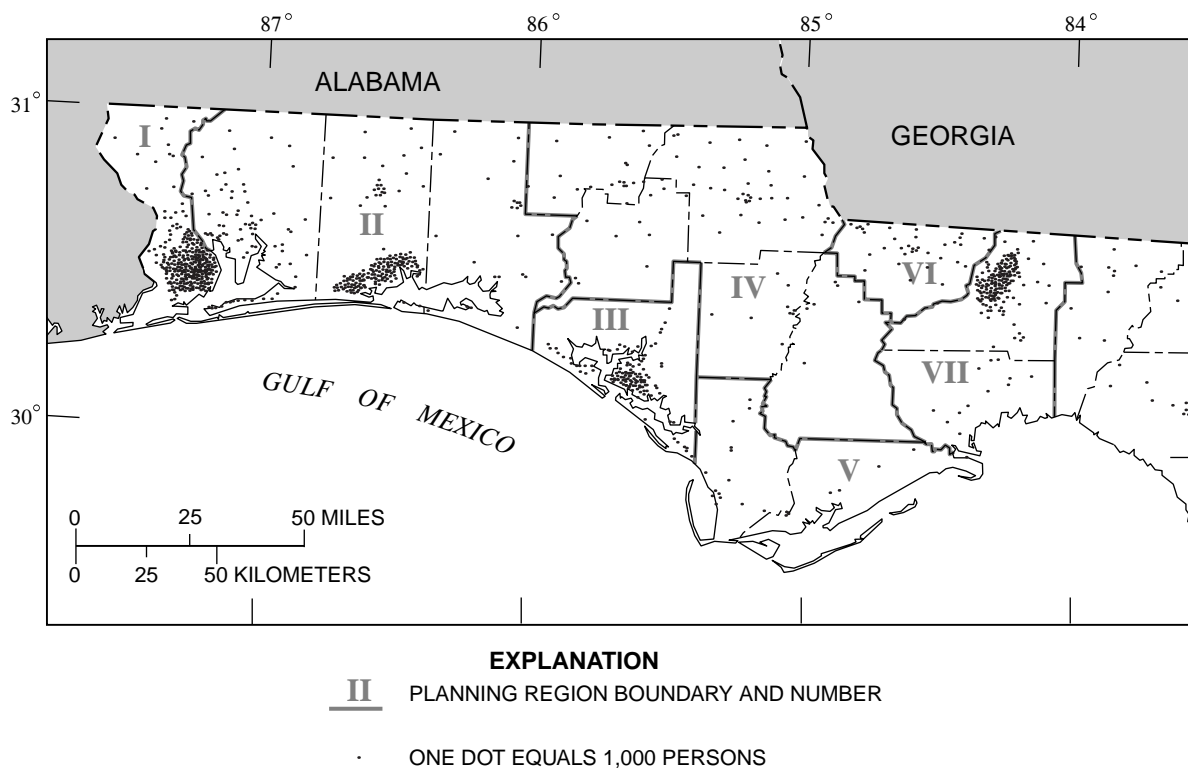 87° 86° 85° 84°
31°
ALABAMA
GEORGIA
I
II
VI
IV
III
VII
30°
GULF OF MEXICO
V
0 25 50 MILES
0 25 50 KILOMETERS
EXPLANATION
II PLANNING REGION BOUNDARY AND NUMBER
ONE DOT EQUALS 1,000 PERSONS